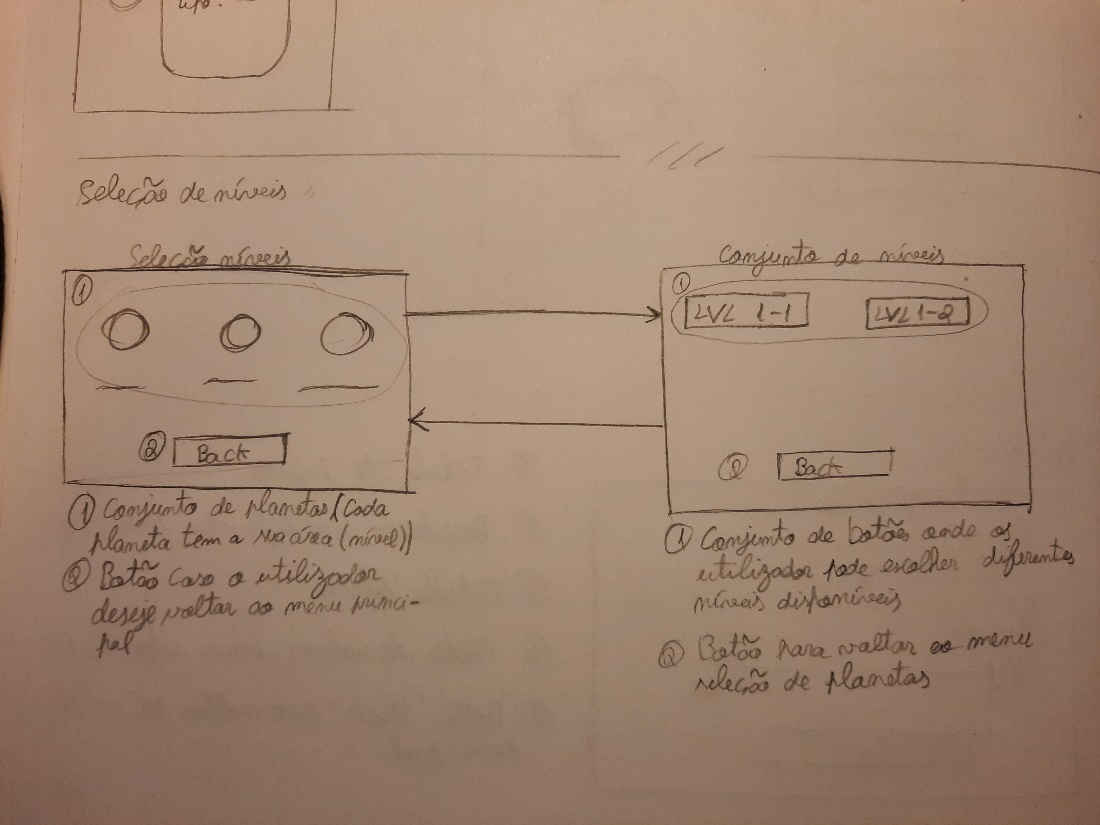 Seleção de níveis
Seleção níveis
1
2 Back
1 Conjunto de planetas (Cada
planeta tem a sua área (nível))
2 Botão caso o utilizador
deseje voltar ao menu princi-
pal
Conjunto de níveis
1
LVL 1-1 LVL 1-2
2 Back
1 Conjunto de botões onde os
utilizador pode escolher diferentes
níveis disponíveis
2 Botão para voltar ao menu
seleção de planetas